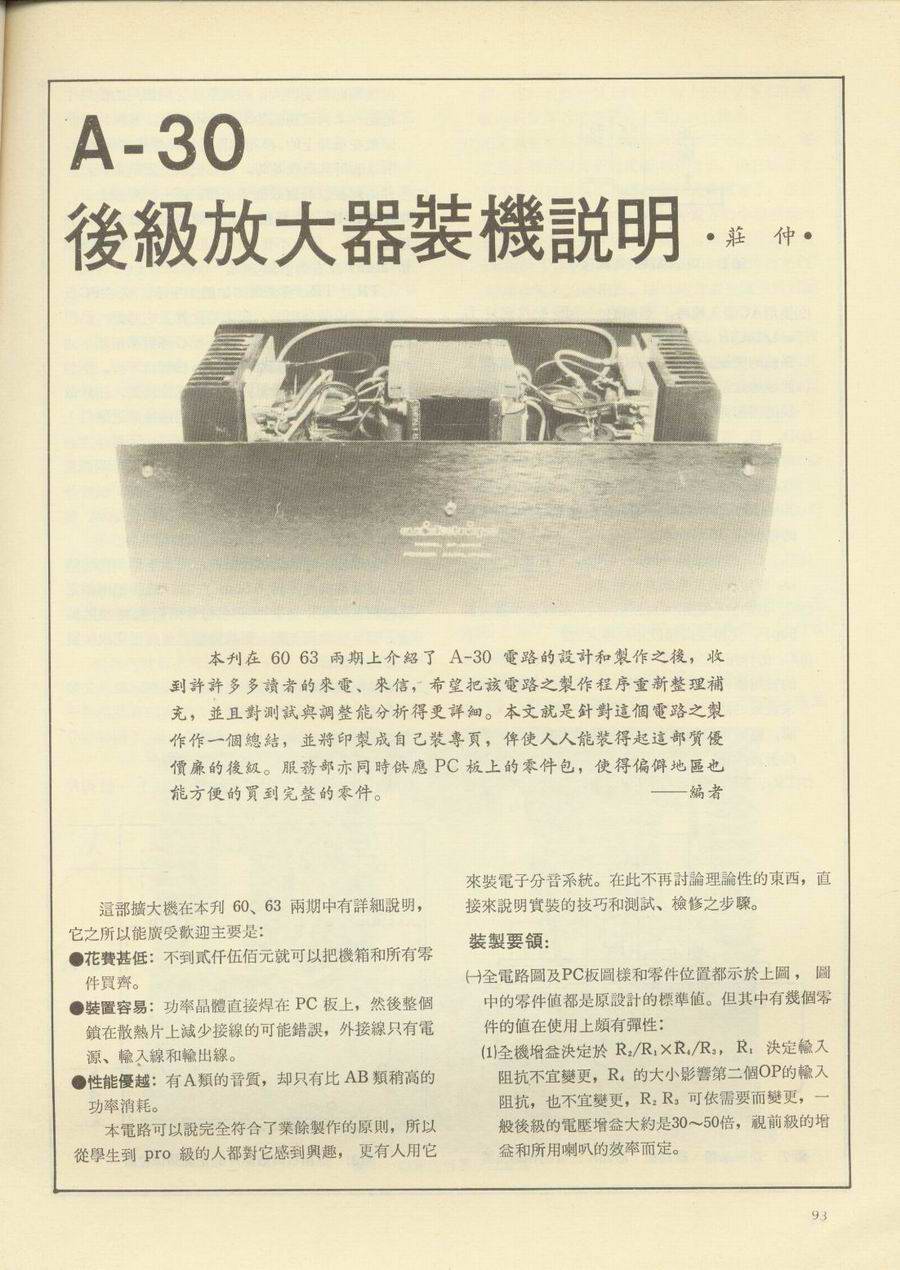 A-30
後級放大器裝機説明
•莊 仲•
本刋在 60 63 兩期上介紹了 A-30 電路的設計和製作之後，收
到許許多多讀者的來電、來信，希望把該電路之製作程序重新整理補
充，並且對測試與調整能分析得更詳細。本文就是針對這個電路之製
作作一個總結，並將印製成自己裝專頁，俾使人人能裝得起這部質優
價廉的後級。服務部亦同時供應 PC 板上的零件包，使得偏僻地區也
能方便的買到完整的零件。 ——編者
這部擴大機在本刋 60、63 兩期中有詳細說明，
它之所以能廣受歡迎主要是：
●花費甚低：不到貳仟伍佰元就可以把機箱和所有零
件買齊。
●裝置容易：功率晶體直接焊在 PC 板上，然後整個
鎖在散熱片上減少接線的可能錯誤，外接線只有電
源、輸入線和輸出線。
●性能優越：有A類的音質，却只有比 AB 類稍高的
功率消耗。
本電路可以說完全符合了業餘製作的原則，所以
從學生到 pro 級的人都對它感到興趣， 更有人用它
來裝電子分音系統。在此不再討論理論性的東西，直
接來說明實裝的技巧和測試、檢修之步驟。
裝製要領：
㈠全電路圖及PC板圖樣和零件位置都示於上圖， 圖
中的零件値都是原設計的標準値。但其中有幾個零
件的値在使用上頗有彈性：
⑴全機增益決定於 R₂/R₁×R₄/R₃， R₁ 決定輸入
阻抗不宜變更，R₄ 的大小影響第二個OP的輸入
阻抗，也不宜變更，R₂ R₃ 可依需要而變更，一
般後級的電壓增益大約是30～50倍，視前級的增
益和所用喇叭的效率而定。
93